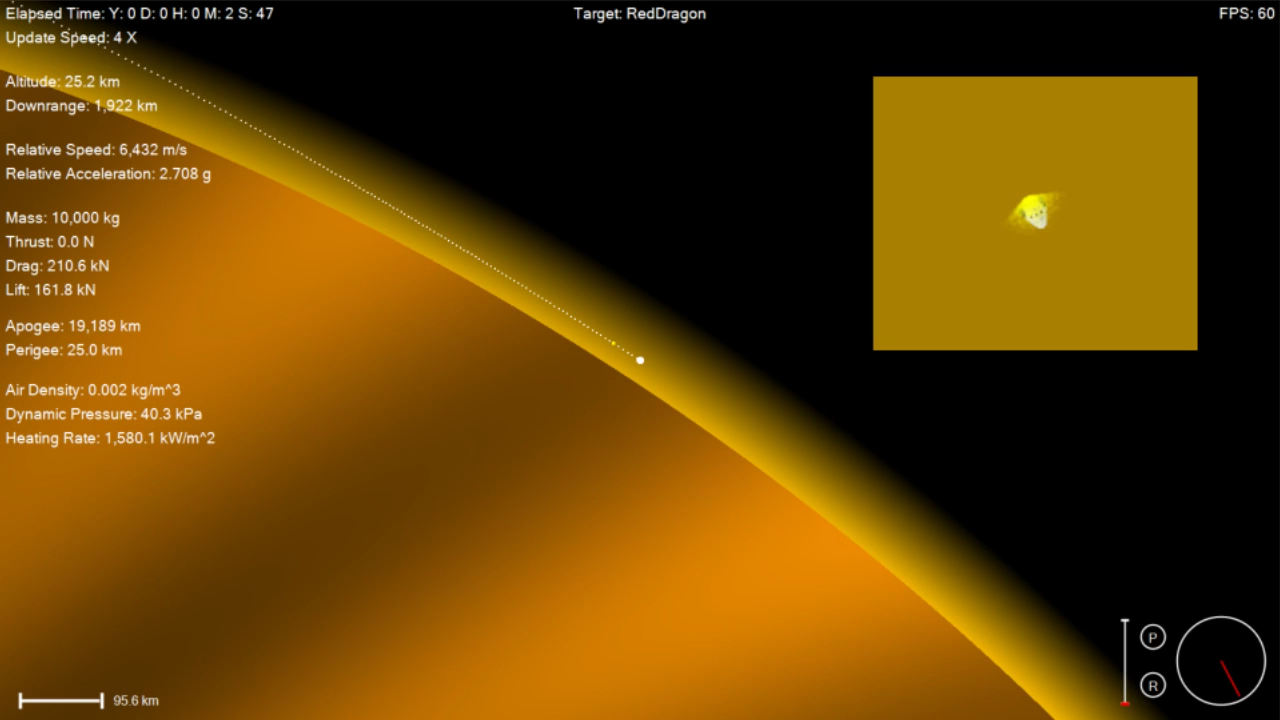 Elapsed Time: Y: 0 D: 0 H: 0 M: 2 S: 47
Target: RedDragon
FPS: 60
Update Speed: 4 X
Altitude: 25.2 km
Downrange: 1,922 km
Relative Speed: 6,432 m/s
Relative Acceleration: 2.708 g
Mass: 10,000 kg
Thrust: 0.0 N
Drag: 210.6 kN
Lift: 161.8 kN
Apogee: 19,189 km
Perigee: 25.0 km
Air Density: 0.002 kg/m^3
Dynamic Pressure: 40.3 kPa
Heating Rate: 1,580.1 kW/m^2
P
R
95.6 km